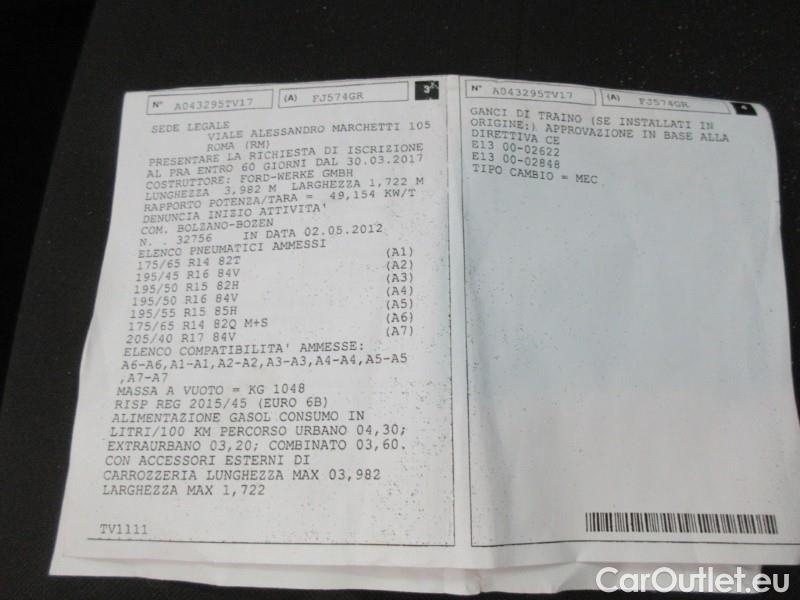 N° A043295TV17 (A) FJ574GR 3
SEDE LEGALE
VIALE ALESSANDRO MARCHETTI 105
ROMA (RM)
PRESENTARE LA RICHIESTA DI ISCRIZIONE
AL PRA ENTRO 60 GIORNI DAL 30.03.2017
COSTRUTTORE: FORD-WERKE GMBH
LUNGHEZZA 3,982 M LARGHEZZA 1,722 M
RAPPORTO POTENZA/TARA = 49,154 KW/T
DENUNCIA INIZIO ATTIVITA'
COM. BOLZANO-BOZEN
N. . 32756 IN DATA 02.05.2012
ELENCO PNEUMATICI AMMESSI
175/65 R14 82T (A1)
195/45 R16 84V (A2)
195/50 R15 82H (A3)
195/50 R16 84V (A4)
195/55 R15 85H (A5)
175/65 R14 82Q M+S (A6)
205/40 R17 84V (A7)
ELENCO COMPATIBILITA' AMMESSE:
A6-A6,A1-A1,A2-A2,A3-A3,A4-A4,A5-A5
,A7-A7
MASSA A VUOTO = KG 1048
RISP REG 2015/45 (EURO 6B)
ALIMENTAZIONE GASOL CONSUMO IN
LITRI/100 KM PERCORSO URBANO 04,30;
EXTRAURBANO 03,20; COMBINATO 03,60.
CON ACCESSORI ESTERNI DI
CARROZZERIA LUNGHEZZA MAX 03,982
LARGHEZZA MAX 1,722
TV1111
N° A043295TV17 (A) FJ574GR 4
GANCI DI TRAINO (SE INSTALLATI IN
ORIGINE:) APPROVAZIONE IN BASE ALLA
DIRETTIVA CE
E13 00-02622
E13 00-02848
TIPO CAMBIO = MEC
CarOutlet.eu